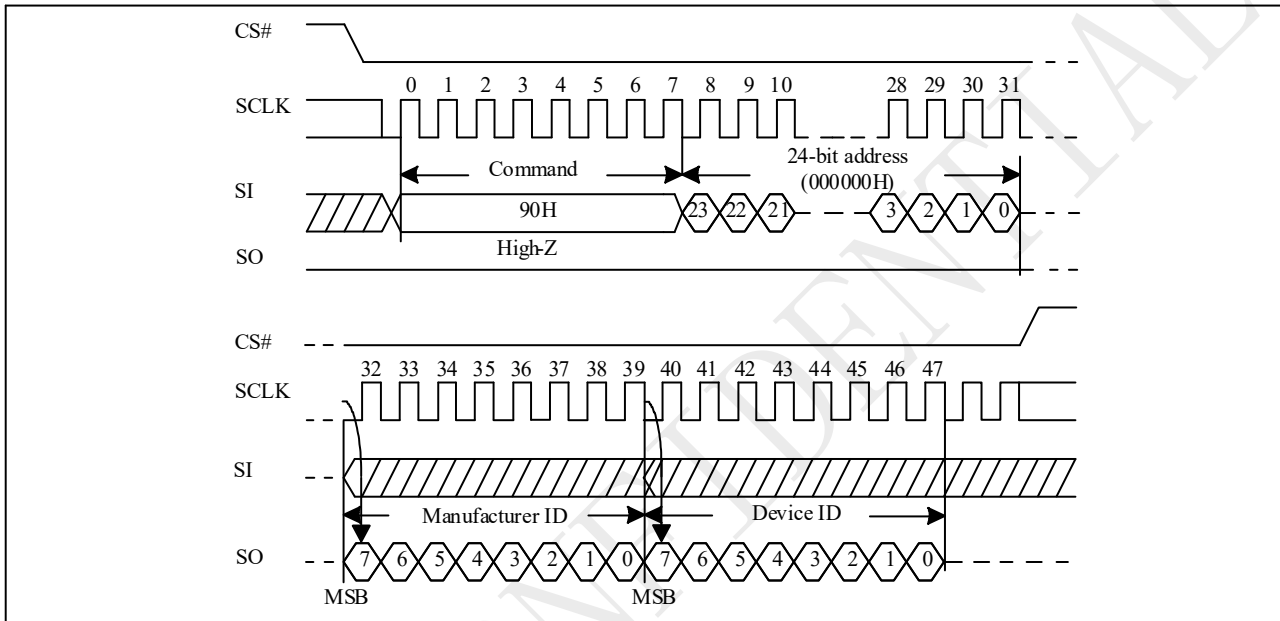 CS#
0 1 2 3 4 5 6 7 8 9 10 28 29 30 31
SCLK
Command
24-bit address
(000000H)
SI
90H
23 22 21 3 2 1 0
High-Z
SO
CS#
32 33 34 35 36 37 38 39 40 41 42 43 44 45 46 47
SCLK
SI
Manufacturer ID
Device ID
SO
7 6 5 4 3 2 1 0 7 6 5 4 3 2 1 0
MSB
MSB
NFIDENTIAL